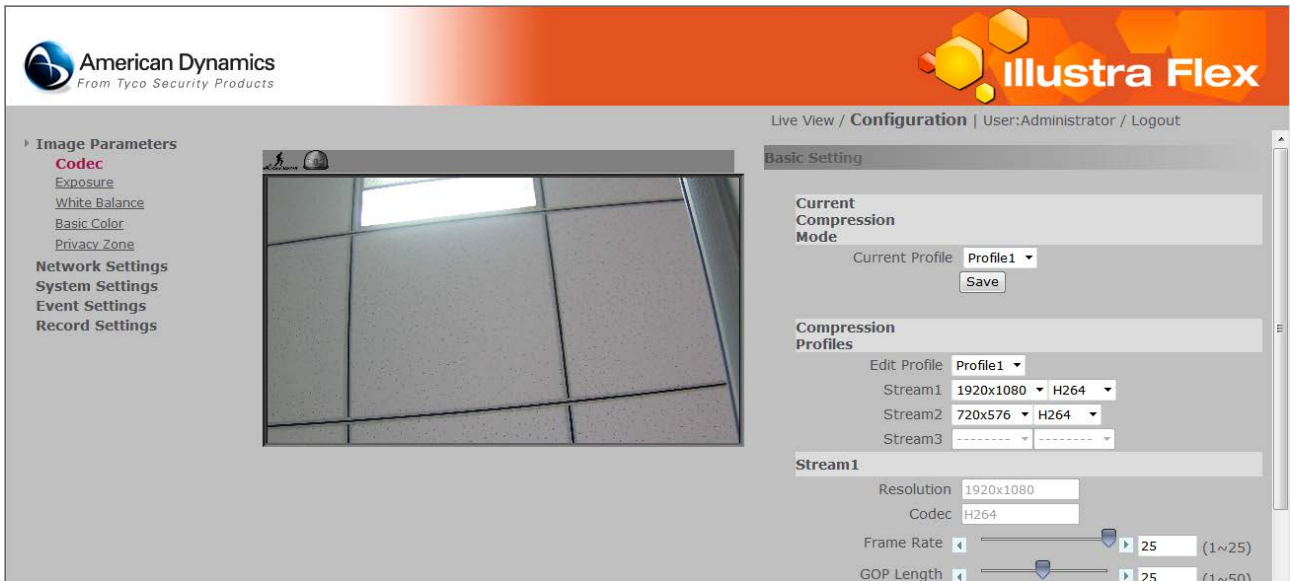 American Dynamics
From Tyco Security Products
Illustra Flex
Live View / Configuration | User:Administrator / Logout
Image Parameters
Codec
Exposure
White Balance
Basic Color
Privacy Zone
Network Settings
System Settings
Event Settings
Record Settings
Basic Setting
Current
Compression
Mode
Current Profile Profile1
Save
Compression
Profiles
Edit Profile Profile1
Stream1 1920x1080 H264
Stream2 720x576 H264
Stream3 -------- --------
Stream1
Resolution 1920x1080
Codec H264
Frame Rate 25 (1~25)
GOP Length 25 (1~50)